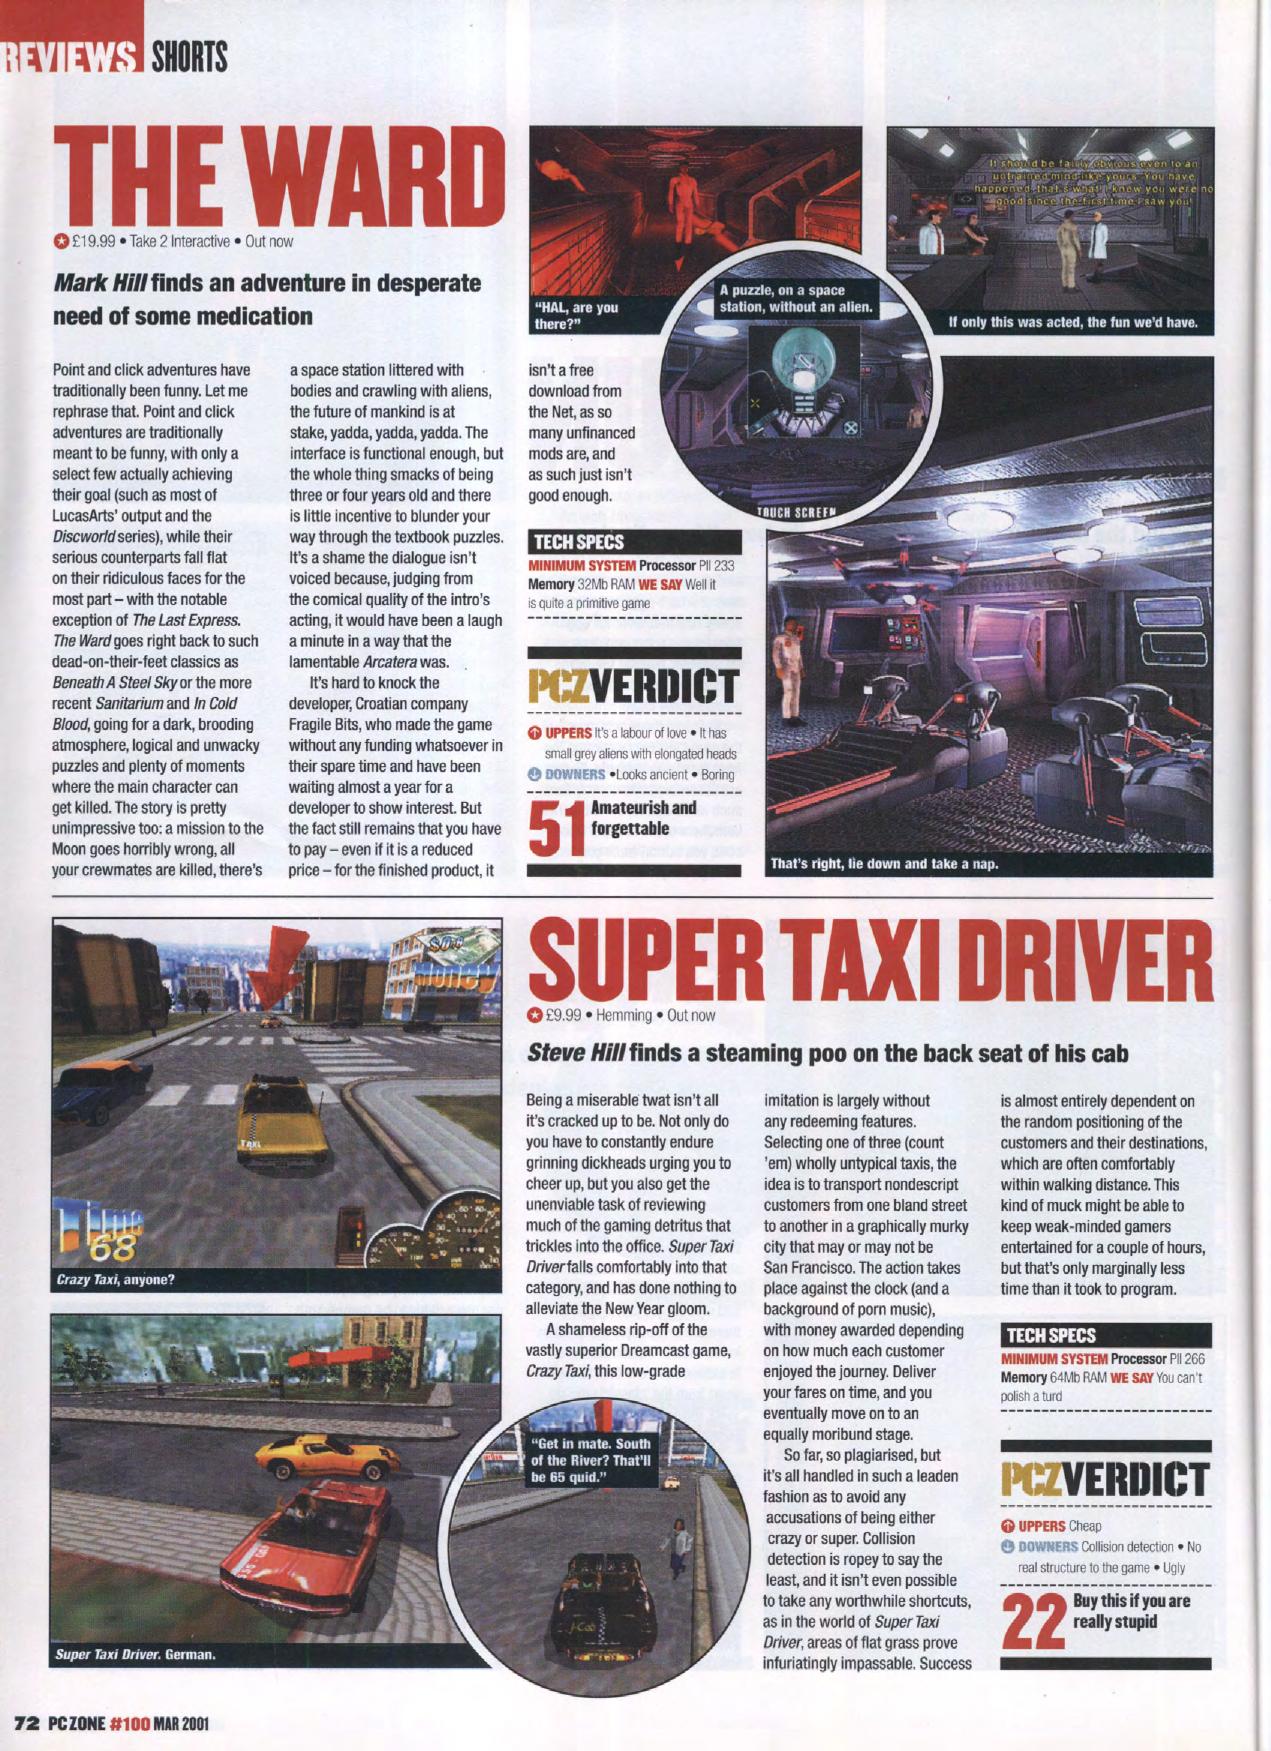 REVIEWS SHORTS
THE WARD
£19.99 • Take 2 Interactive • Out now
Mark Hill finds an adventure in desperate
need of some medication
Point and click adventures have
traditionally been funny. Let me
rephrase that. Point and click
adventures are traditionally
meant to be funny, with only a
select few actually achieving
their goal (such as most of
LucasArts' output and the
Discworld series), while their
serious counterparts fall flat
on their ridiculous faces for the
most part – with the notable
exception of The Last Express.
The Ward goes right back to such
dead-on-their-feet classics as
Beneath A Steel Sky or the more
recent Sanitarium and In Cold
Blood, going for a dark, brooding
atmosphere, logical and unwacky
puzzles and plenty of moments
where the main character can
get killed. The story is pretty
unimpressive too: a mission to the
Moon goes horribly wrong, all
your crewmates are killed, there's
a space station littered with
bodies and crawling with aliens,
the future of mankind is at
stake, yadda, yadda, yadda. The
interface is functional enough, but
the whole thing smacks of being
three or four years old and there
is little incentive to blunder your
way through the textbook puzzles.
It's a shame the dialogue isn't
voiced because, judging from
the comical quality of the intro's
acting, it would have been a laugh
a minute in a way that the
lamentable Arcatera was.
It's hard to knock the
developer, Croatian company
Fragile Bits, who made the game
without any funding whatsoever in
their spare time and have been
waiting almost a year for a
developer to show interest. But
the fact still remains that you have
to pay – even if it is a reduced
price – for the finished product, it
isn't a free
download from
the Net, as so
many unfinanced
mods are, and
as such just isn't
good enough.
TECH SPECS
MINIMUM SYSTEM Processor PII 233
Memory 32Mb RAM WE SAY Well it
is quite a primitive game
PCZVERDICT
UPPERS It's a labour of love • It has
small grey aliens with elongated heads
DOWNERS •Looks ancient • Boring
51 Amateurish and
forgettable
"HAL, are you
there?"
A puzzle, on a space
station, without an alien.
TOUCH SCREEN
It should be fairly obvious even to an
untrained mind like yours. You have
happened, that's what! I knew you were no
good since the first time I saw you!
If only this was acted, the fun we'd have.
That's right, lie down and take a nap.
$0
Money
TAXI
Time
68
Crazy Taxi, anyone?
Super Taxi Driver. German.
"Get in mate. South
of the River? That'll
be 65 quid."
J-Cab
SUPER TAXI DRIVER
£9.99 • Hemming • Out now
Steve Hill finds a steaming poo on the back seat of his cab
Being a miserable twat isn't all
it's cracked up to be. Not only do
you have to constantly endure
grinning dickheads urging you to
cheer up, but you also get the
unenviable task of reviewing
much of the gaming detritus that
trickles into the office. Super Taxi
Driver falls comfortably into that
category, and has done nothing to
alleviate the New Year gloom.
A shameless rip-off of the
vastly superior Dreamcast game,
Crazy Taxi, this low-grade
imitation is largely without
any redeeming features.
Selecting one of three (count
'em) wholly untypical taxis, the
idea is to transport nondescript
customers from one bland street
to another in a graphically murky
city that may or may not be
San Francisco. The action takes
place against the clock (and a
background of porn music),
with money awarded depending
on how much each customer
enjoyed the journey. Deliver
your fares on time, and you
eventually move on to an
equally moribund stage.
So far, so plagiarised, but
it's all handled in such a leaden
fashion as to avoid any
accusations of being either
crazy or super. Collision
detection is ropey to say the
least, and it isn't even possible
to take any worthwhile shortcuts,
as in the world of Super Taxi
Driver, areas of flat grass prove
infuriatingly impassable. Success
is almost entirely dependent on
the random positioning of the
customers and their destinations,
which are often comfortably
within walking distance. This
kind of muck might be able to
keep weak-minded gamers
entertained for a couple of hours,
but that's only marginally less
time than it took to program.
TECH SPECS
MINIMUM SYSTEM Processor PII 266
Memory 64Mb RAM WE SAY You can't
polish a turd
PCZVERDICT
UPPERS Cheap
DOWNERS Collision detection • No
real structure to the game • Ugly
22 Buy this if you are
really stupid
72 PCZONE #100 MAR 2001